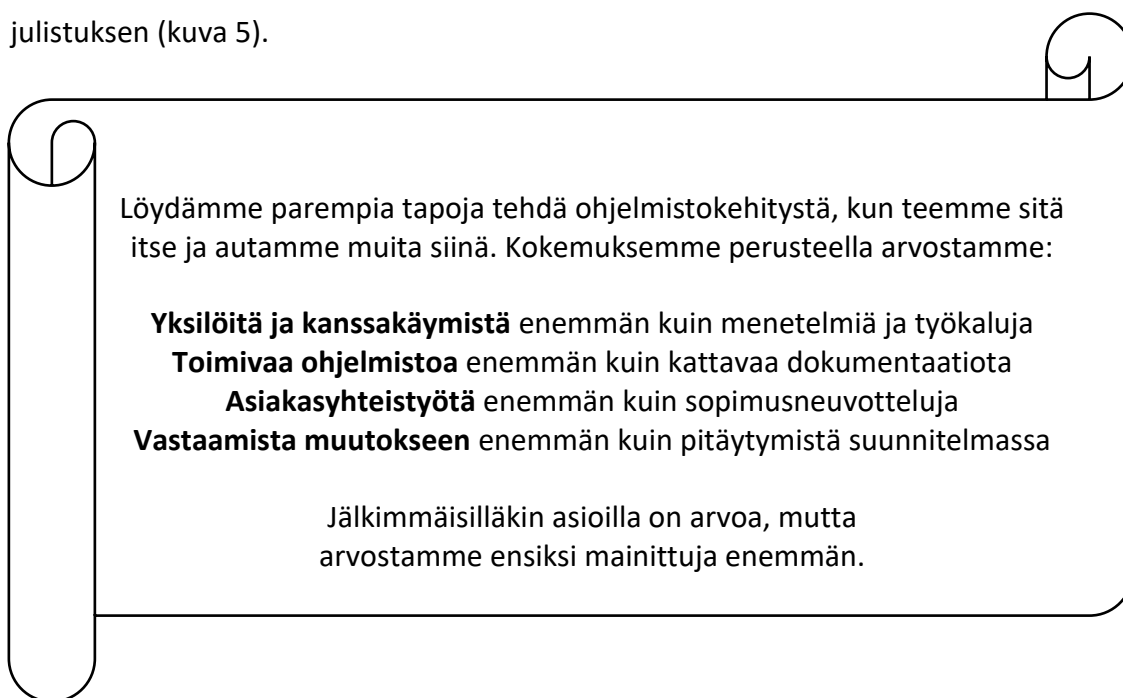 julistuksen (kuva 5).
Löydämme parempia tapoja tehdä ohjelmistokehitystä, kun teemme sitä
itse ja autamme muita siinä. Kokemuksemme perusteella arvostamme:
Yksilöitä ja kanssakäymistä enemmän kuin menetelmiä ja työkaluja
Toimivaa ohjelmistoa enemmän kuin kattavaa dokumentaatiota
Asiakasyhteistyötä enemmän kuin sopimusneuvotteluja
Vastaamista muutokseen enemmän kuin pitäytymistä suunnitelmassa
Jälkimmäisilläkin asioilla on arvoa, mutta
arvostamme ensiksi mainittuja enemmän.